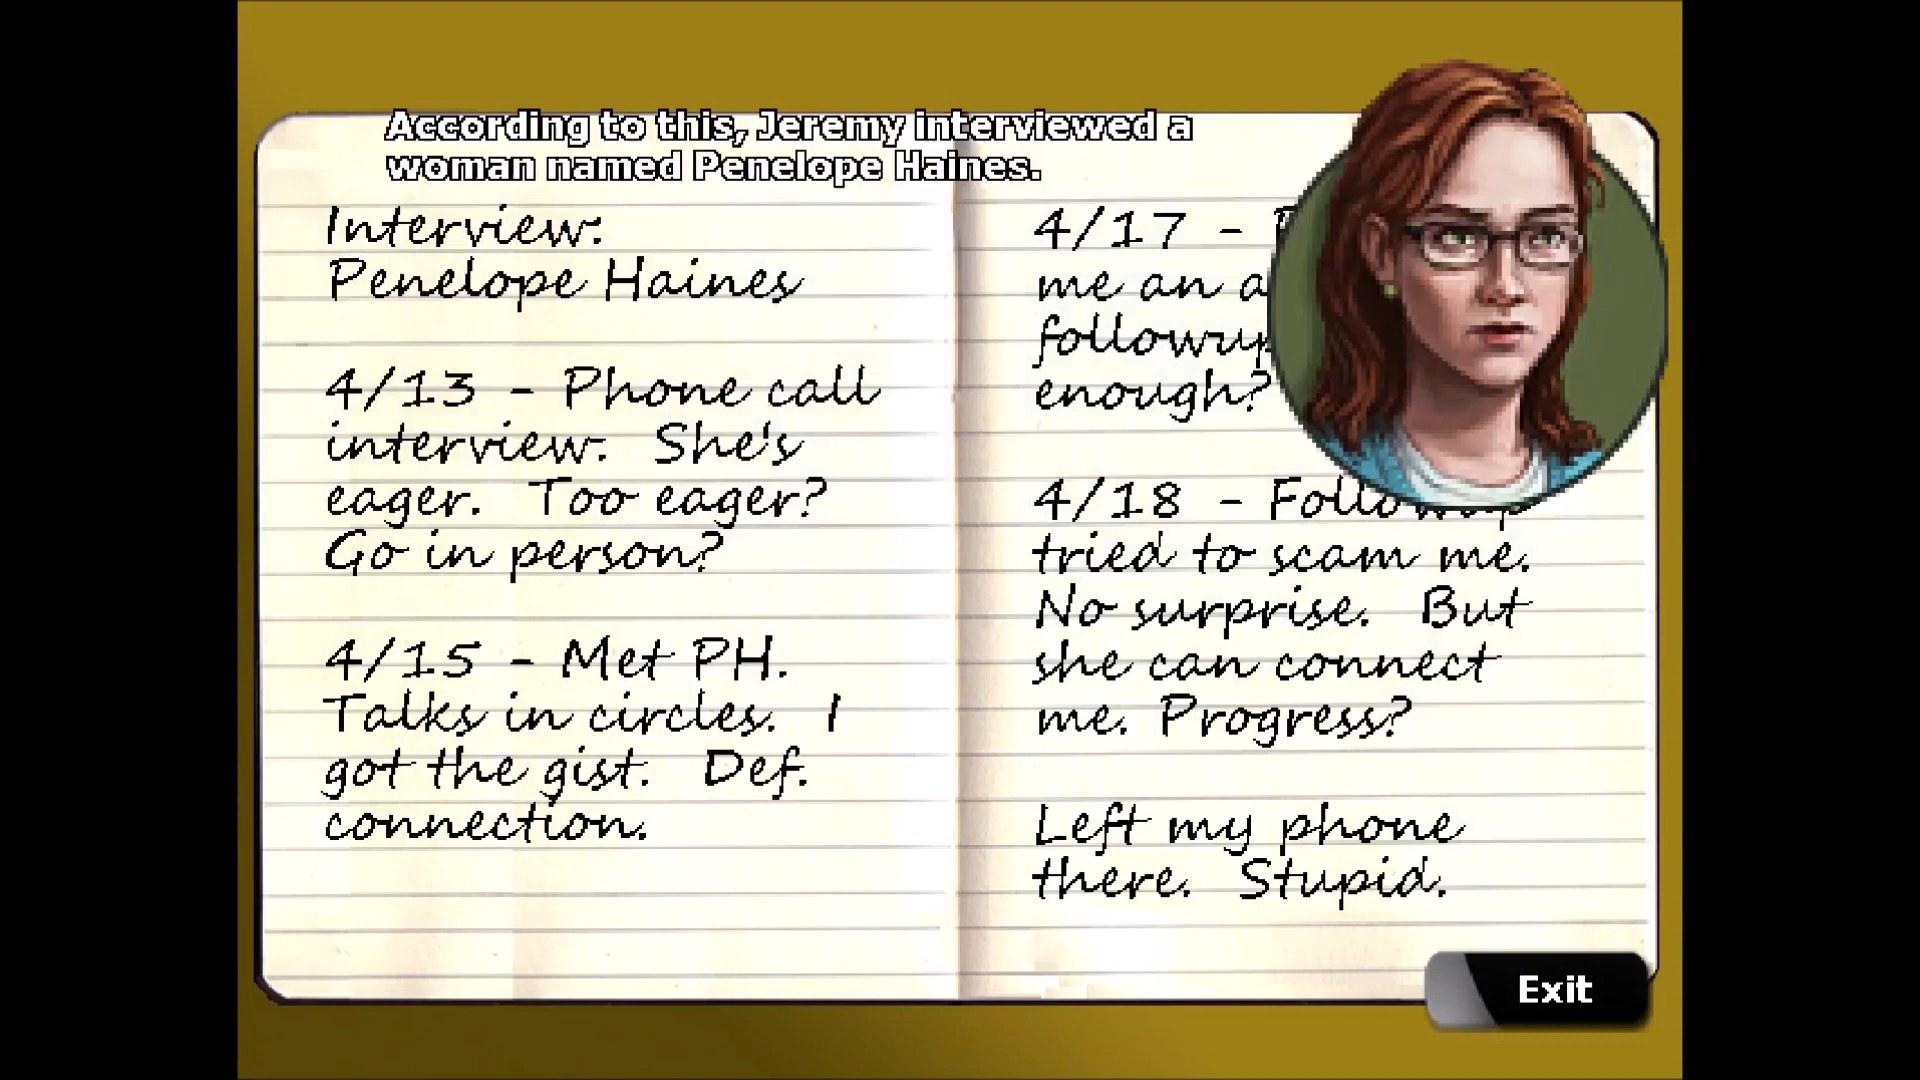 According to this, Jeremy interviewed a
woman named Penelope Haines.
Interview:
Penelope Haines
4/13 - Phone call
interview. She's
eager. Too eager?
Go in person?
4/15 - Met PH.
Talks in circles. I
got the gist. Def.
connection.
4/17 -
me an
enough?
4/18 - Followup
tried to scam me.
No surprise. But
she can connect
me. Progress?
Left my phone
there. Stupid.
Exit